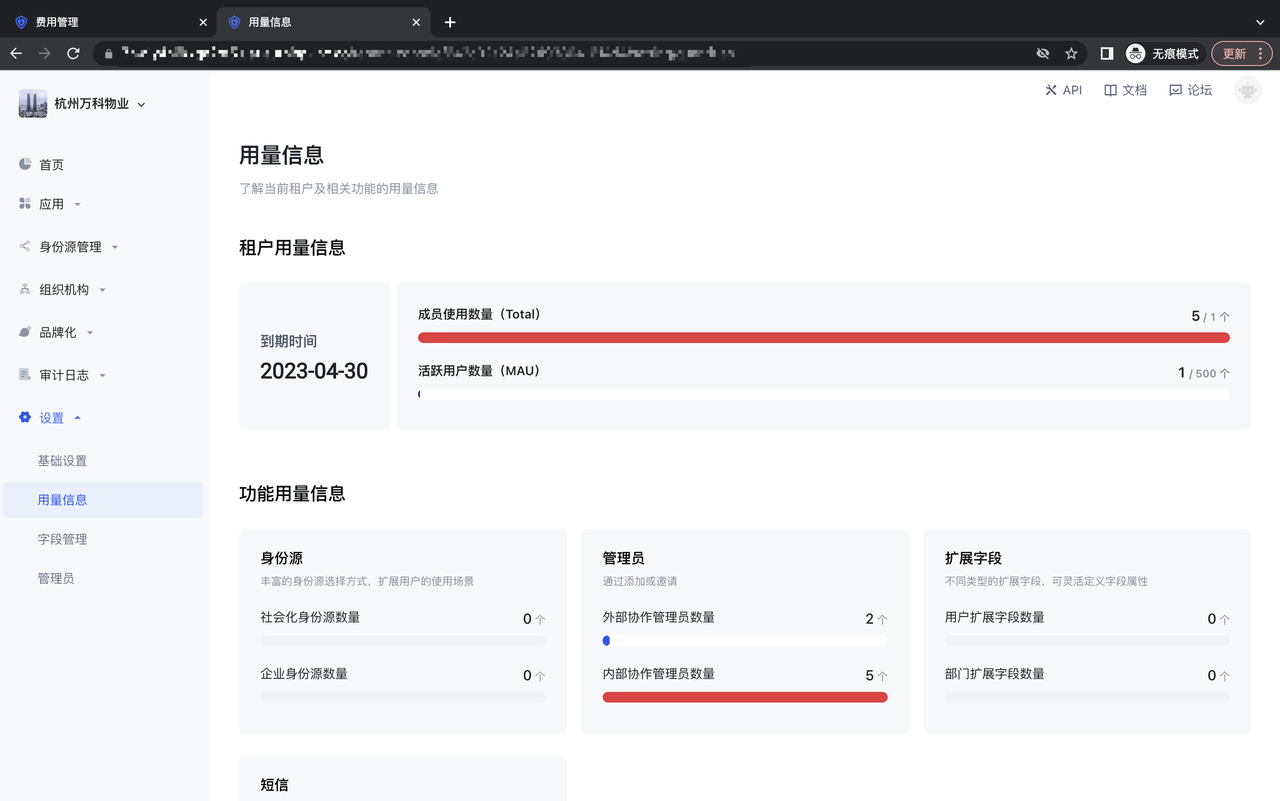 费用管理
用量信息
无痕模式
更新
杭州万科物业
API
文档
论坛
首页
应用
身份源管理
组织机构
品牌化
审计日志
设置
基础设置
用量信息
字段管理
管理员
用量信息
了解当前租户及相关功能的用量信息
租户用量信息
到期时间
2023-04-30
成员使用数量（Total）
5 / 1 个
活跃用户数量（MAU）
1 / 500 个
功能用量信息
身份源
丰富的身份源选择方式，扩展用户的使用场景
社会化身份源数量
0 个
企业身份源数量
0 个
管理员
通过添加或邀请
外部协作管理员数量
2 个
内部协作管理员数量
5 个
扩展字段
不同类型的扩展字段，可灵活定义字段属性
用户扩展字段数量
0 个
部门扩展字段数量
0 个
短信